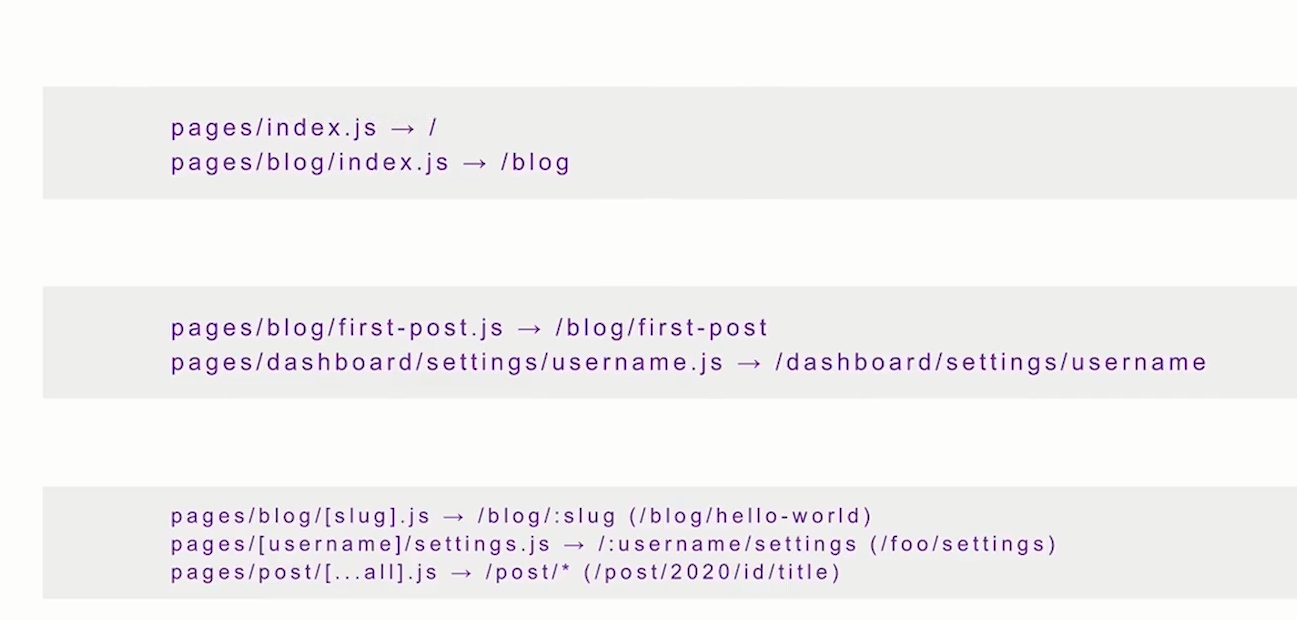 pages/index.js → /
pages/blog/index.js → /blog
pages/blog/first-post.js → /blog/first-post
pages/dashboard/settings/username.js → /dashboard/settings/username
pages/blog/[slug].js → /blog/:slug (/blog/hello-world)
pages/[username]/settings.js → /:username/settings (/foo/settings)
pages/post/[...all].js → /post/* (/post/2020/id/title)